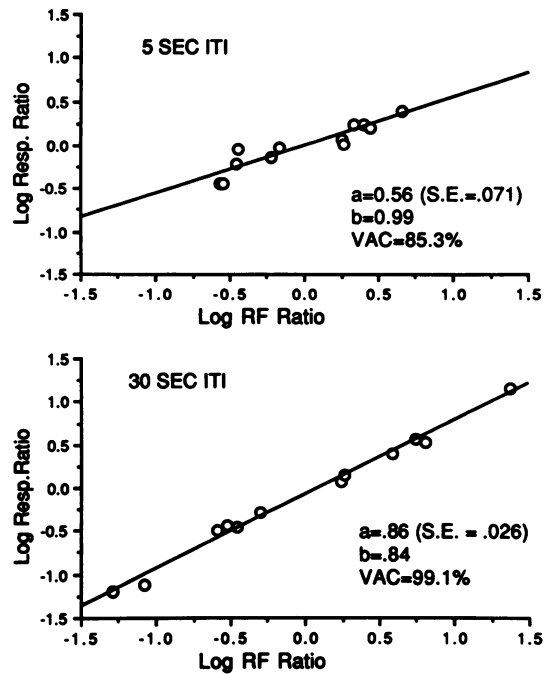 5 SEC ITI
Log Resp. Ratio
1.5
1.0
0.5
0.0
-0.5
-1.0
-1.5
a=0.56 (S.E.=.071)
b=0.99
VAC=85.3%
-1.5 -1.0 -0.5 0.0 0.5 1.0 1.5
Log RF Ratio
30 SEC ITI
Log Resp.Ratio
1.5
1.0
0.5
0.0
-0.5
-1.0
-1.5
a=.86 (S.E. = .026)
b=.84
VAC=99.1%
-1.5 -1.0 -0.5 0.0 0.5 1.0 1.5
Log RF Ratio